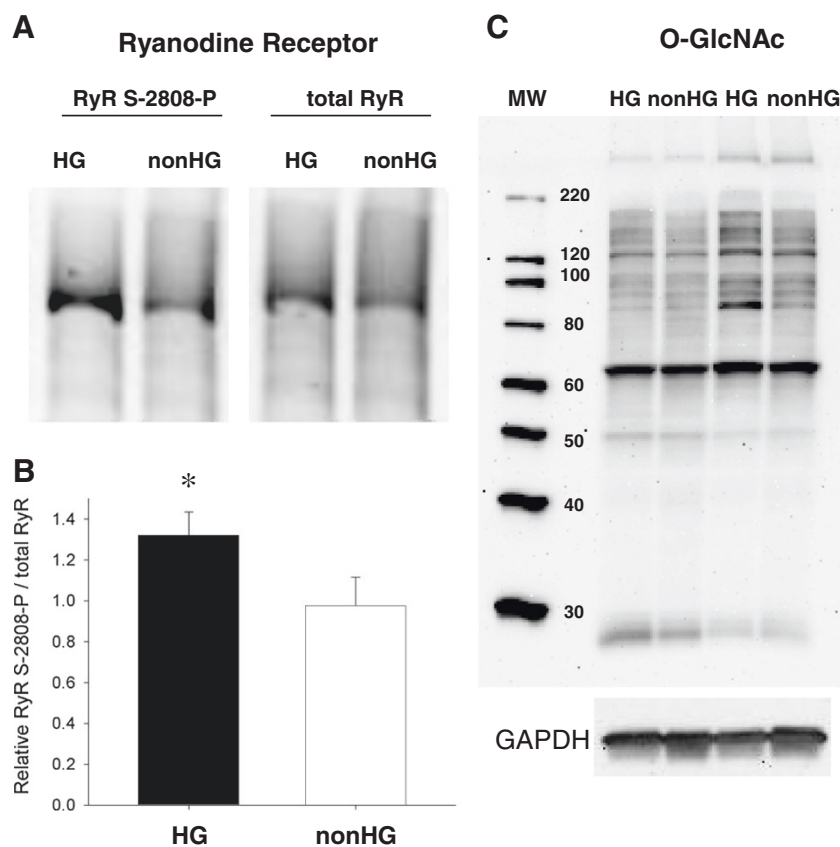 A
Ryanodine Receptor
RyR S-2808-P total RyR
HG nonHG HG nonHG
B
*
Relative RyR S-2808-P / total RyR
1.4
1.2
1.0
0.8
0.6
0.4
0.2
0.0
HG nonHG
C
O-GlcNAc
MW HG nonHG HG nonHG
220
120
100
80
60
50
40
30
GAPDH